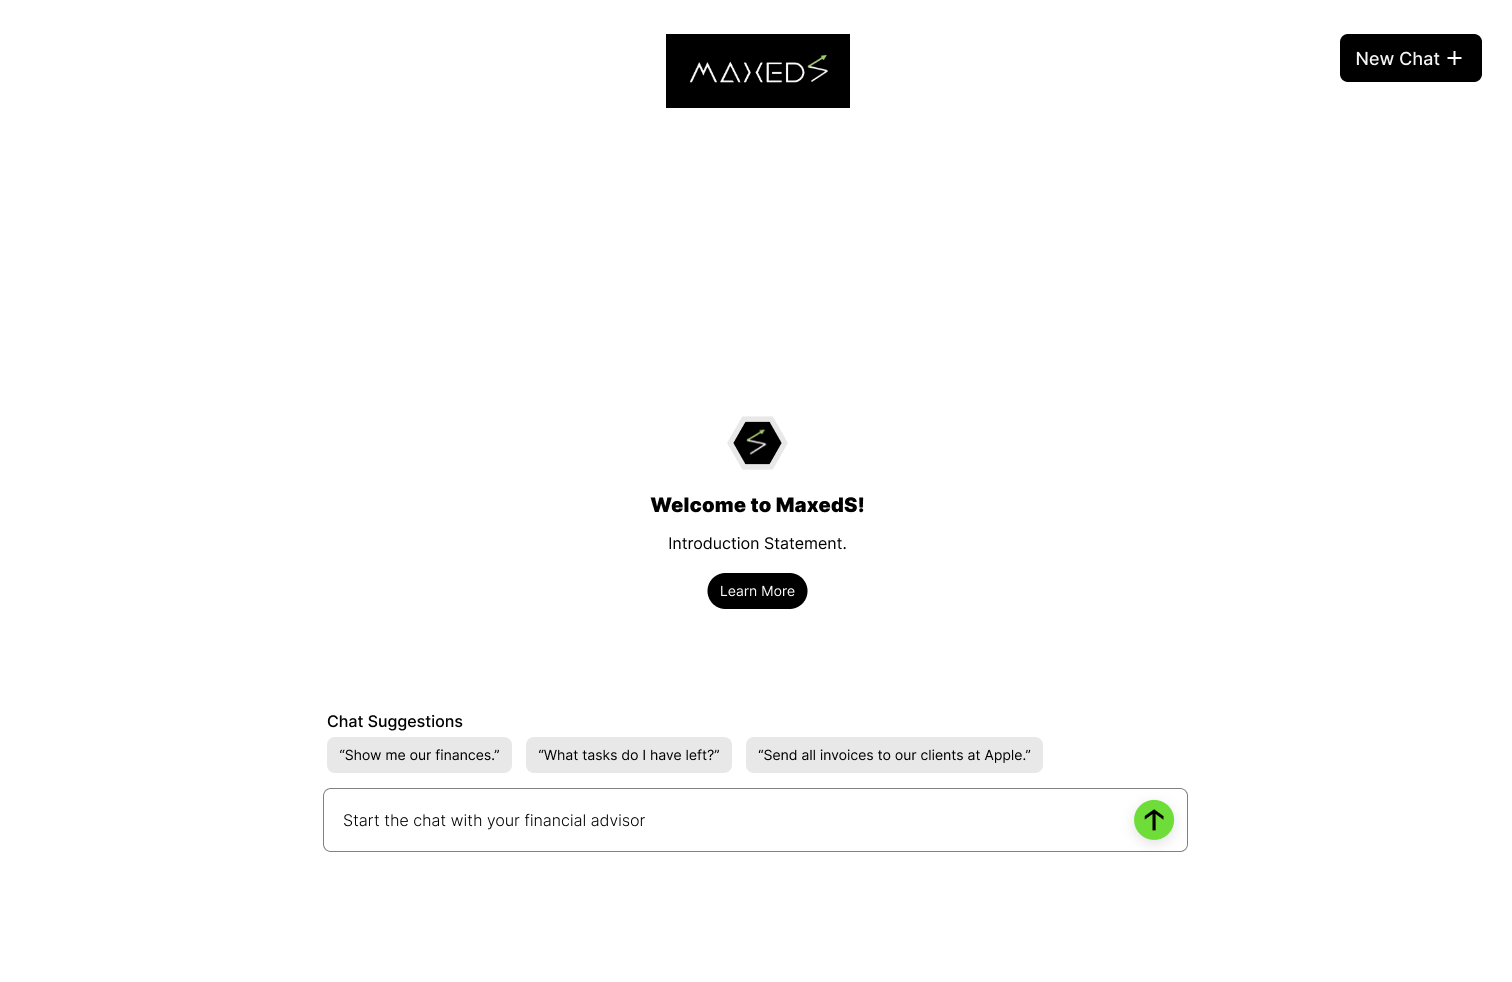 MAXEDS
New Chat +
Welcome to MaxedS!
Introduction Statement.
Learn More
Chat Suggestions
“Show me our finances.”
“What tasks do I have left?”
“Send all invoices to our clients at Apple.”
Start the chat with your financial advisor